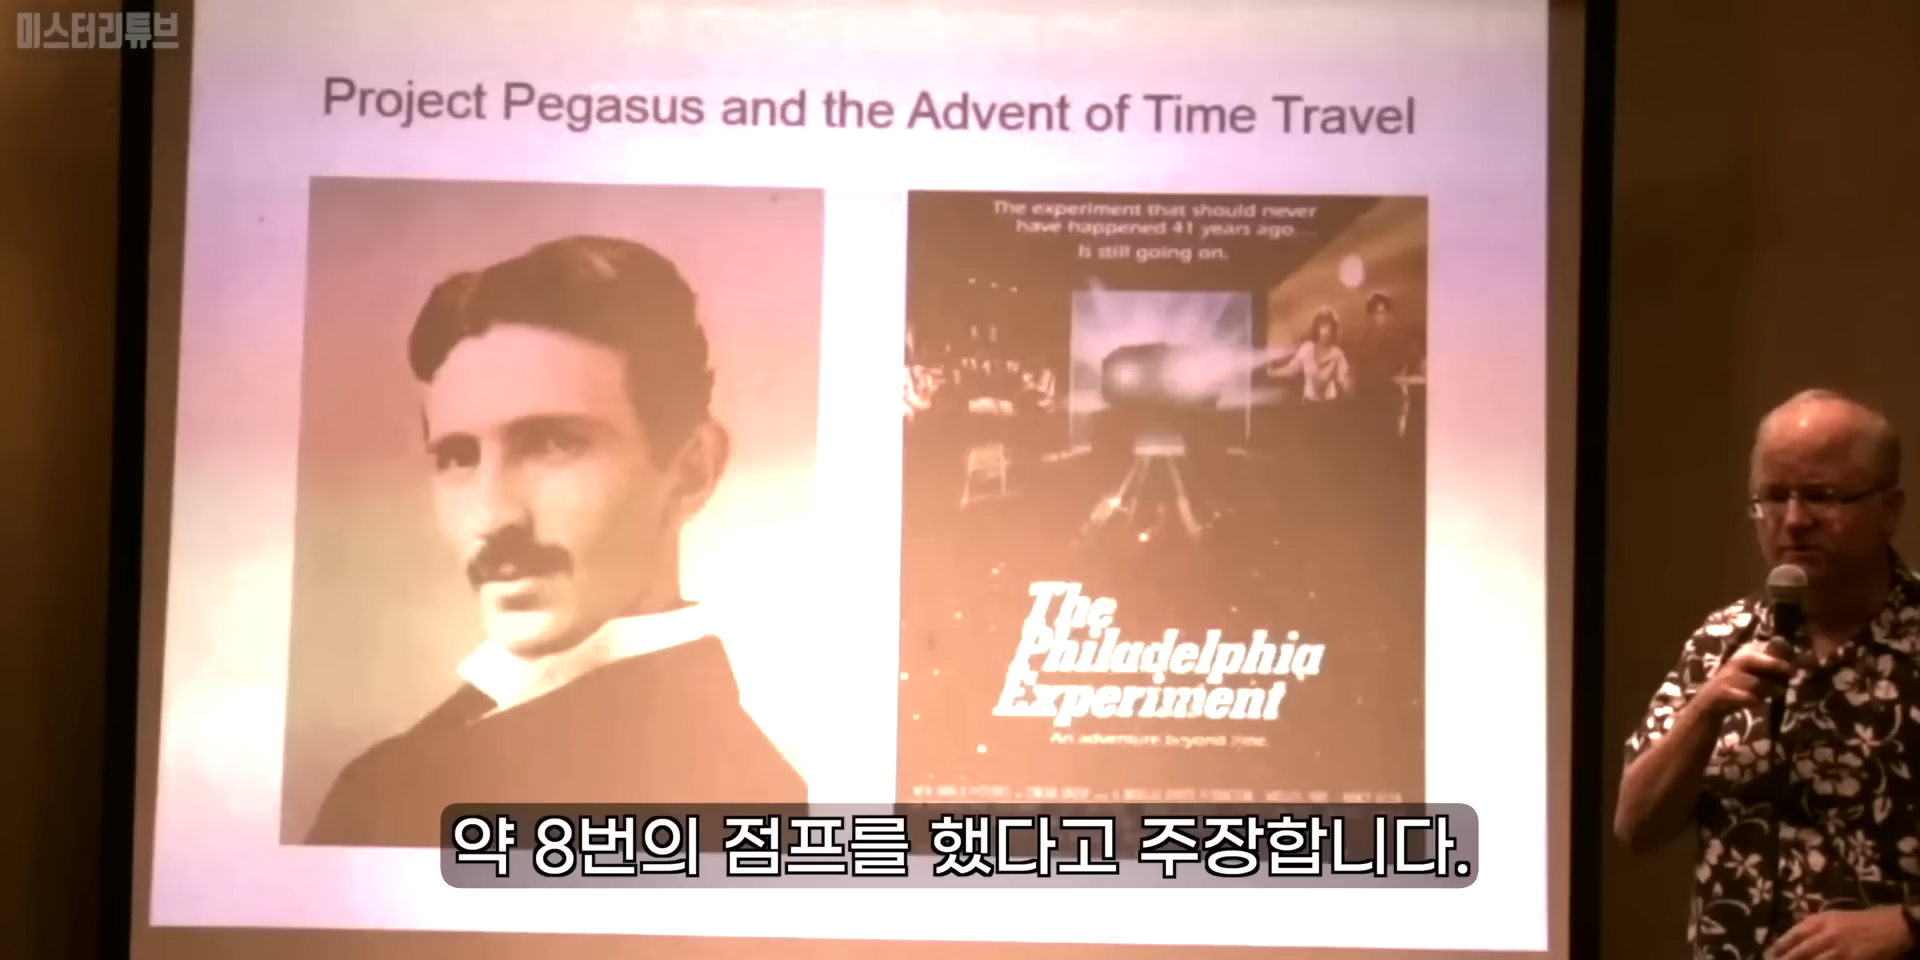 미스터리튜브
Project Pegasus and the Advent of Time Travel
The experiment that should never
have happened 41 years ago....
Is still going on.
The
Philadelphia
Experiment
An adventure beyond time.
약 8번의 점프를 했다고 주장합니다.